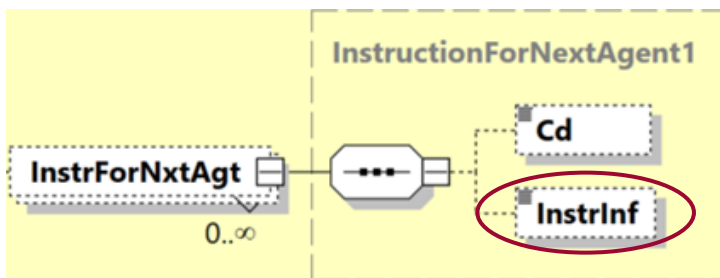 InstructionForNextAgent1
Cd
InstrForNxtAgt
InstrInf
0..∞